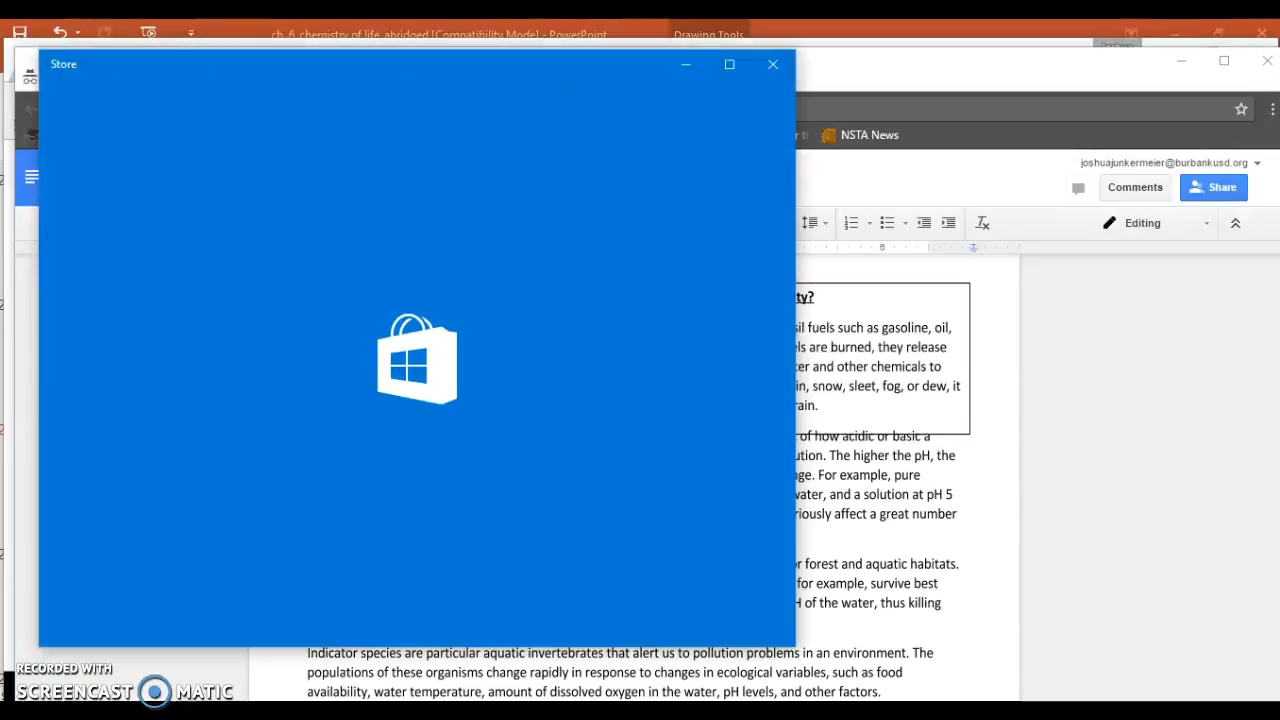 ch. 6 chemistry of life_abridged [Compatibility Mode] - PowerPoint
Drawing Tools
Store
NSTA News
joshuajunkermeier@burbankusd.org
Comments
Share
Editing
6
7
ty?
sil fuels such as gasoline, oil,
els are burned, they release
ter and other chemicals to
in, snow, sleet, fog, or dew, it
rain.
of how acidic or basic a
ution. The higher the pH, the
nge. For example, pure
water, and a solution at pH 5
riously affect a great number
or forest and aquatic habitats.
for example, survive best
H of the water, thus killing
Indicator species are particular aquatic invertebrates that alert us to pollution problems in an environment. The
populations of these organisms change rapidly in response to changes in ecological variables, such as food
availability, water temperature, amount of dissolved oxygen in the water, pH levels, and other factors.
RECORDED WITH
SCREENCAST MATIC